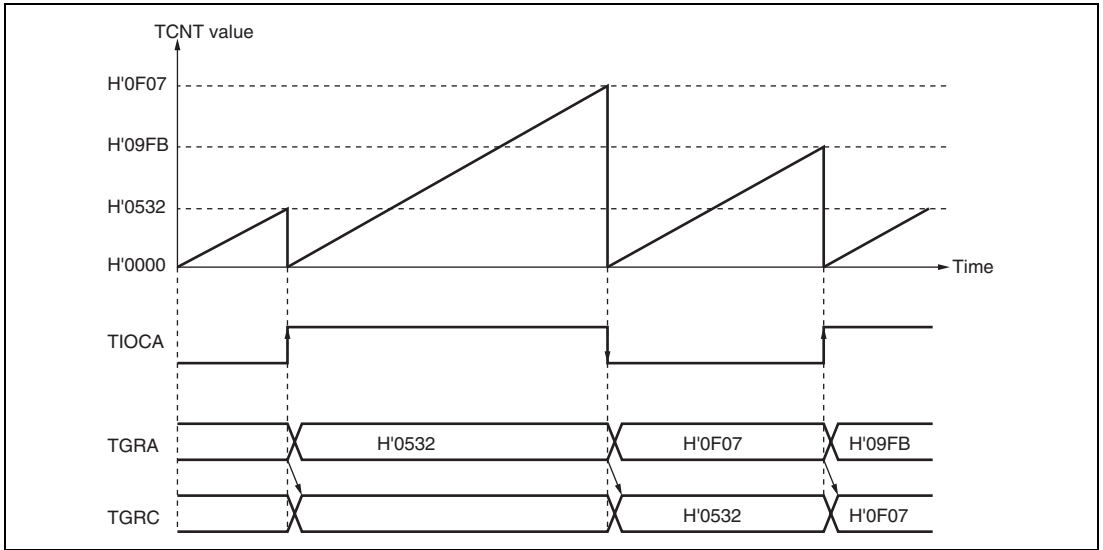 TCNT value
H'0F07
H'09FB
H'0532
H'0000
Time
TIOCA
TGRA
H'0532
H'0F07
H'09FB
TGRC
H'0532
H'0F07